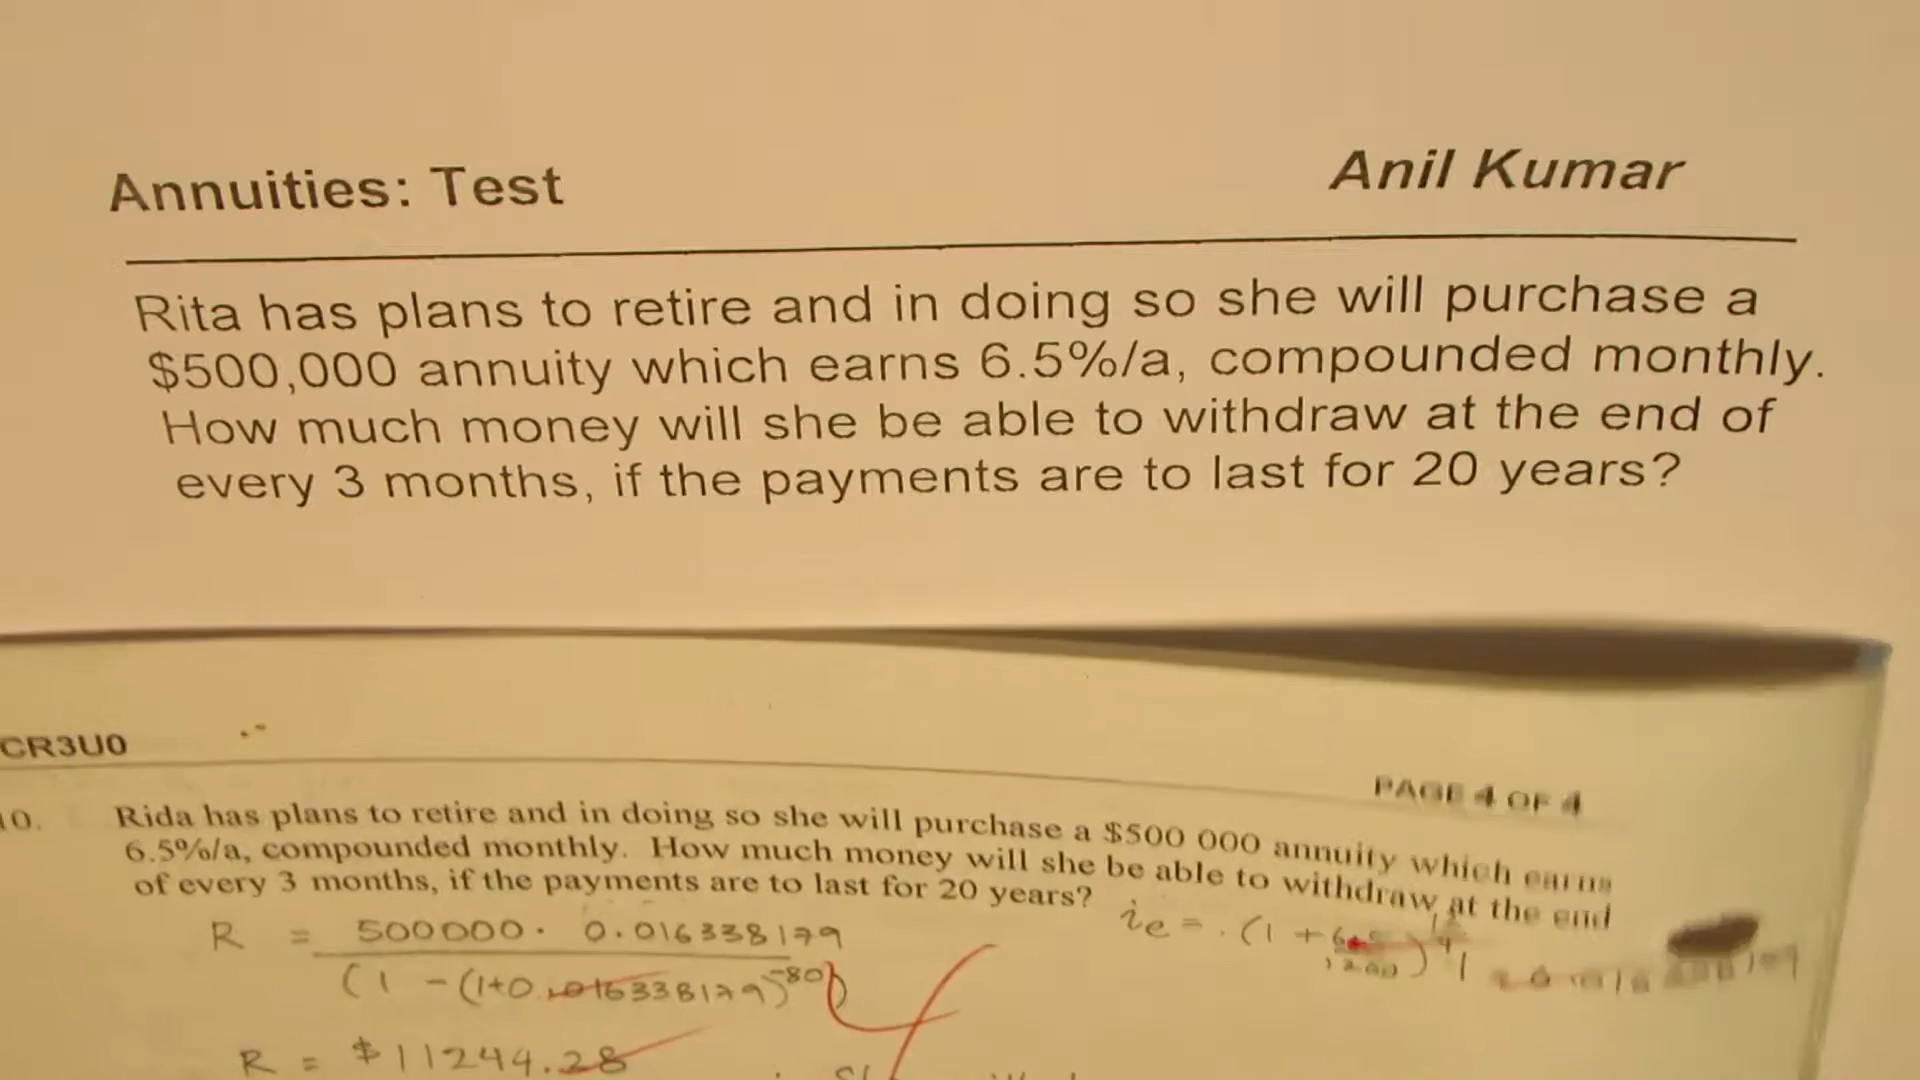 Annuities: Test
Anil Kumar
Rita has plans to retire and in doing so she will purchase a
$500,000 annuity which earns 6.5%/a, compounded monthly.
How much money will she be able to withdraw at the end of
every 3 months, if the payments are to last for 20 years?
CR3U0
PAGE 4 OF 4
10. Rida has plans to retire and in doing so she will purchase a $500 000 annuity which earns
6.5%/a, compounded monthly. How much money will she be able to withdraw at the end
of every 3 months, if the payments are to last for 20 years?
R = 500000 · 0.016338179
(1 - (1+0.016338179)^-80)
ie = (1 +
R = $11244.28